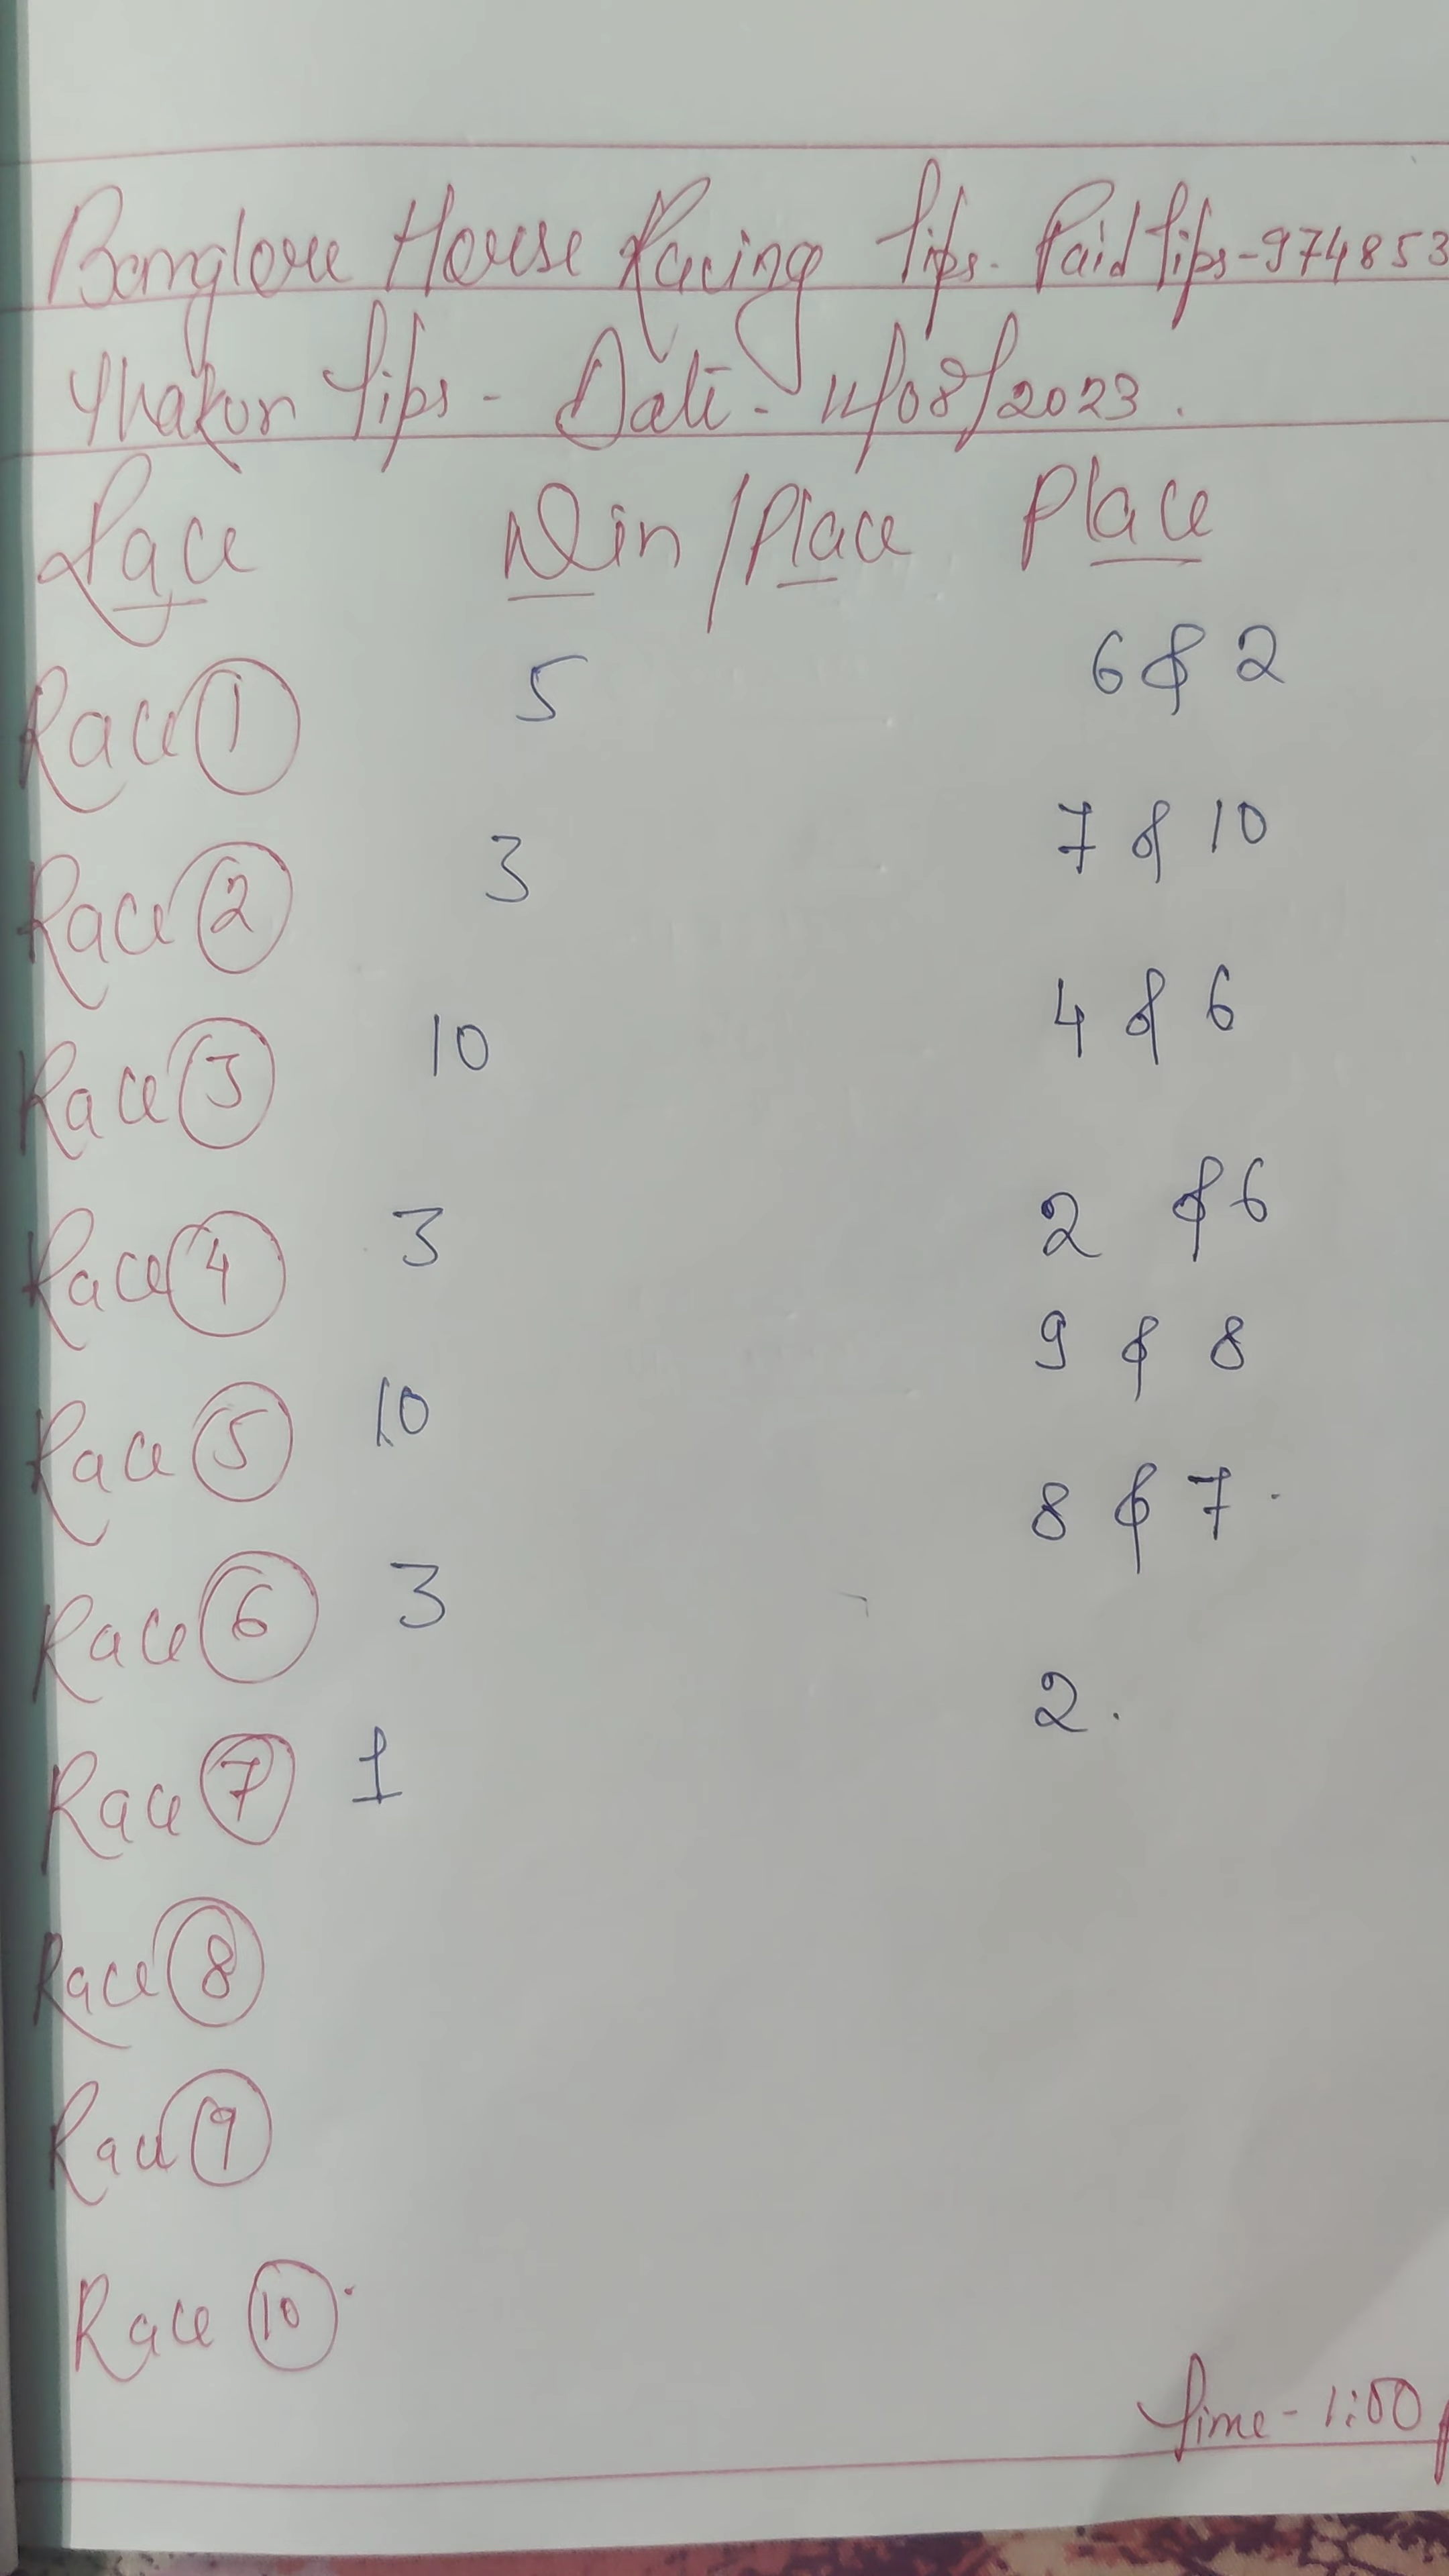 Banglore Horse Racing Tips. Paid Tips-974853
Thakur Tips - Date - 11/08/2023.
Race Win/Place Place
Race 1 5 6 & 2
Race 2 3 7 & 10
Race 3 10 4 & 6
Race 4 3 2 & 6
Race 5 10 9 & 8
Race 6 3 8 & 7.
Race 7 1 2.
Race 8
Race 9
Race 10.
Time - 1:00